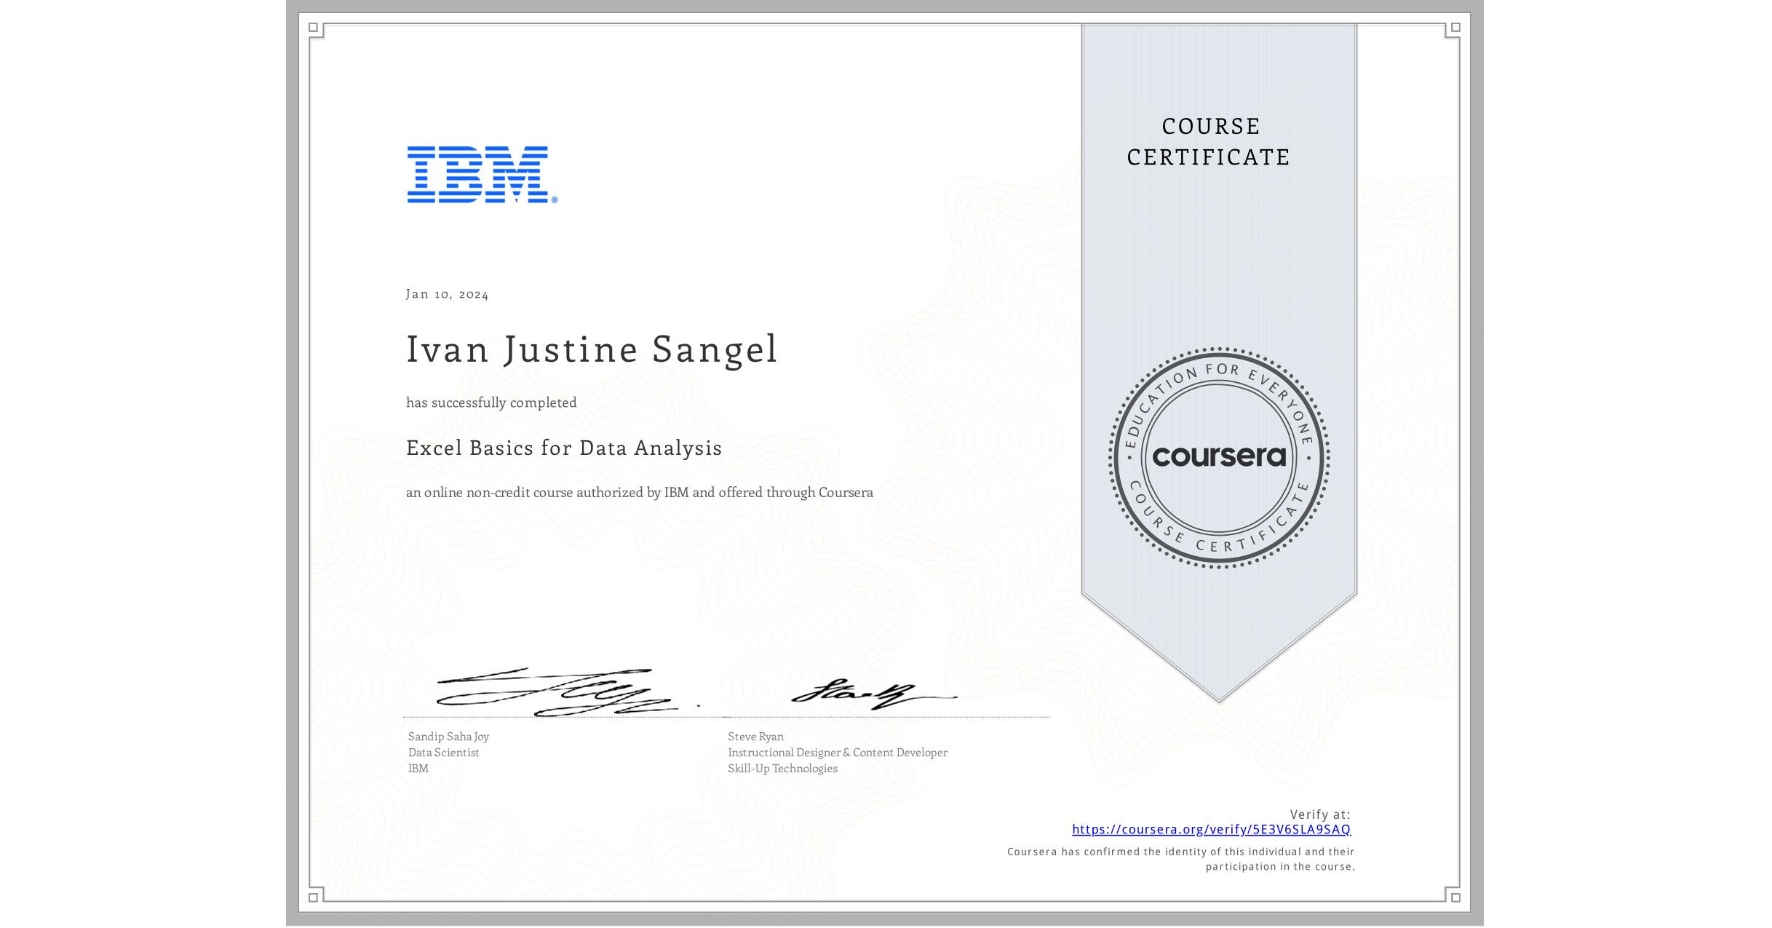 COURSE
CERTIFICATE
IBM®
Jan 10, 2024
Ivan Justine Sangel
has successfully completed
Excel Basics for Data Analysis
an online non-credit course authorized by IBM and offered through Coursera
EDUCATION FOR EVERYONE
coursera
COURSE CERTIFICATE
Sandip Saha Joy
Data Scientist
IBM
Steve Ryan
Instructional Designer & Content Developer
Skill-Up Technologies
Verify at:
https://coursera.org/verify/5E3V6SLA9SAQ
Coursera has confirmed the identity of this individual and their
participation in the course.